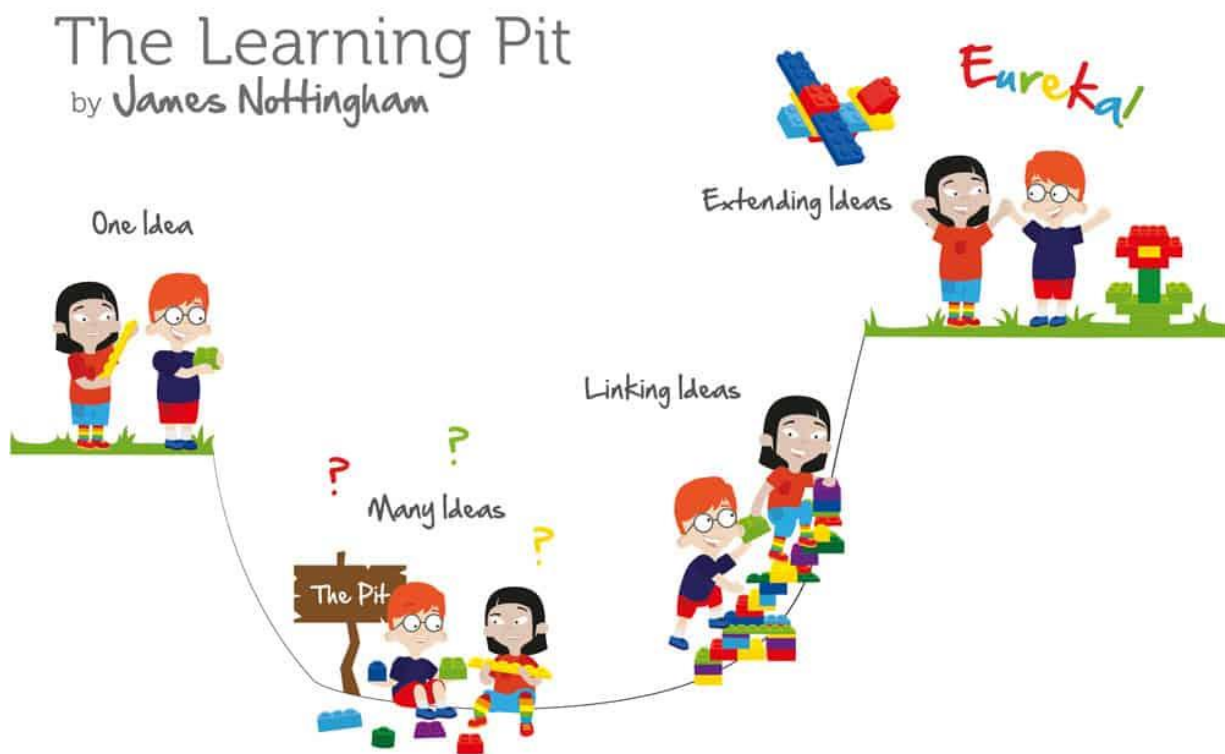 The Learning Pit
by James Nottingham
Eureka!
Extending Ideas
One Idea
Linking Ideas
?
?
Many Ideas
?
The Pit